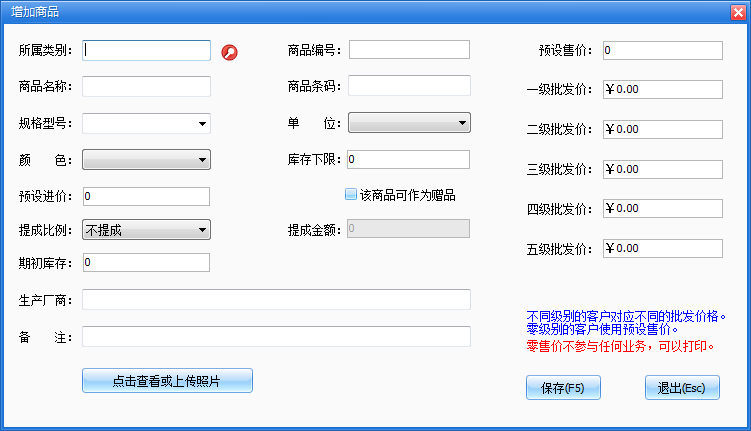 增加商品
所属类别： 商品编号： 预设售价： 0
商品名称： 商品条码： 一级批发价： ￥0.00
规格型号： 单 位： 二级批发价： ￥0.00
颜 色： 库存下限： 0 三级批发价： ￥0.00
预设进价： 0 该商品可作为赠品 四级批发价： ￥0.00
提成比例： 不提成 提成金额： 0 五级批发价： ￥0.00
期初库存： 0
生产厂商：
备 注：
不同级别的客户对应不同的批发价格。
零级别的客户使用预设售价。
零售价不参与任何业务，可以打印。
点击查看或上传照片 保存(F5) 退出(Esc)